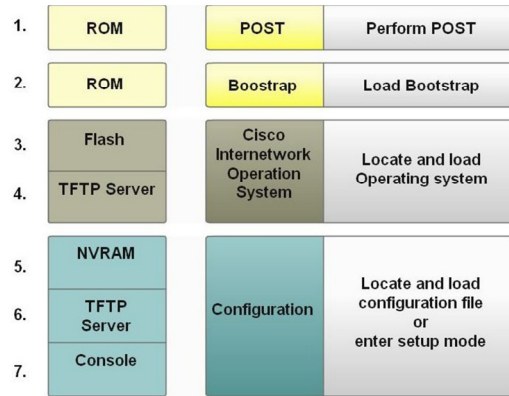 1. ROM POST Perform POST
2. ROM Boostrap Load Bootstrap
3. Flash
4. TFTP Server
Cisco
Internetwork
Operation
System
Locate and load
Operating system
5. NVRAM
6. TFTP
Server
7. Console
Configuration
Locate and load
configuration file
or
enter setup mode